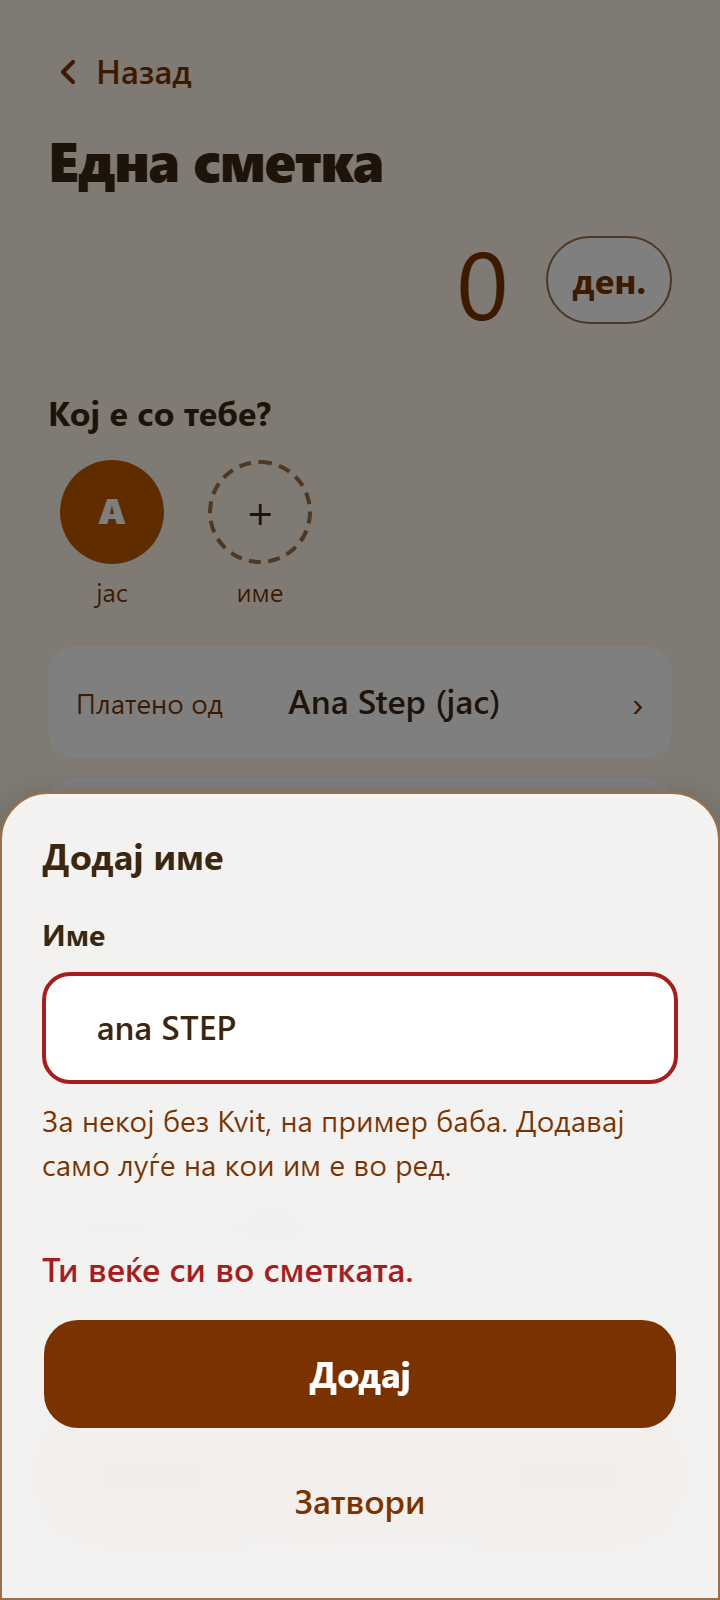 Назад
Една сметка
0 ден.
Кој е со тебе?
A +
јас име
Платено од Ana Step (јас) ›
Додај име
Име
ana STEP
За некој без Kvit, на пример баба. Додавај
само луѓе на кои им е во ред.
Ти веќе си во сметката.
Додај
Затвори